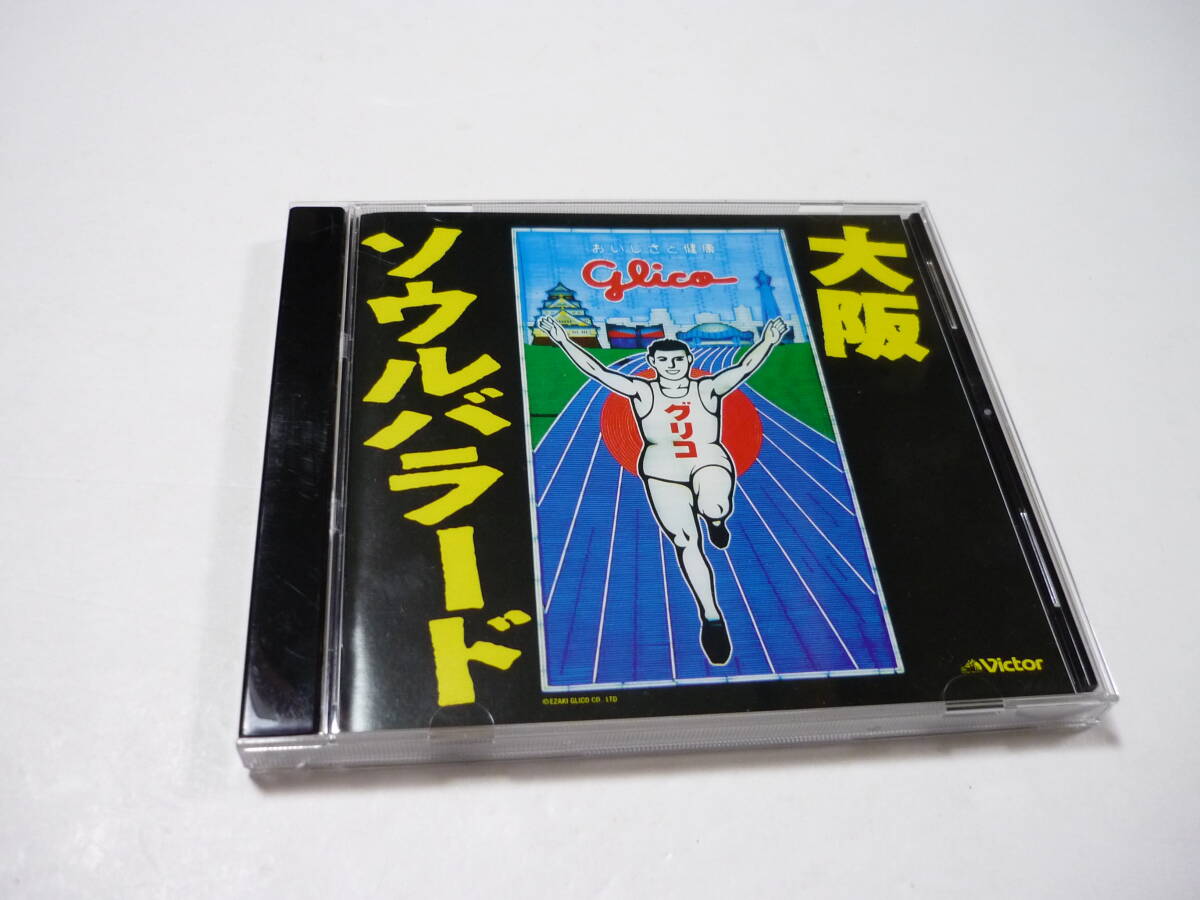 大阪
ソウルバラード
おいしさと健康
Glico
グリコ
Victor
©EZAKI GLICO CO. LTD